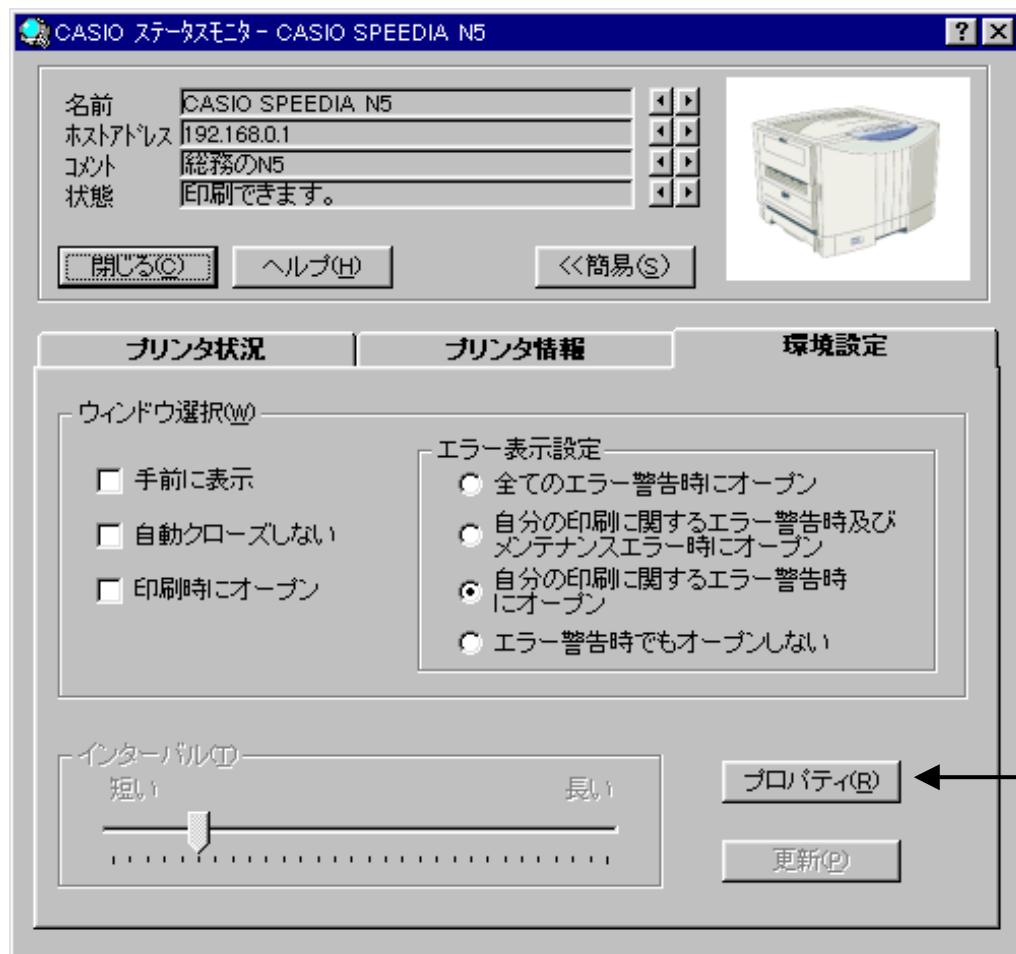 CASIO ステータスモニタ - CASIO SPEEDIA N5
名前 CASIO SPEEDIA N5
ホストアドレス 192.168.0.1
コメント 総務のN5
状態 印刷できます。
閉じる(C) ヘルプ(H) <<簡易(S)
プリンタ状況 プリンタ情報 環境設定
ウィンドウ選択(W)
手前に表示
自動クローズしない
印刷時にオープン
エラー表示設定
全てのエラー警告時にオープン
自分の印刷に関するエラー警告時及び
メンテナンスエラー時にオープン
自分の印刷に関するエラー警告時
にオープン
エラー警告時でもオープンしない
インターバル(T)
短い 長い
プロパティ(R)
更新(P)